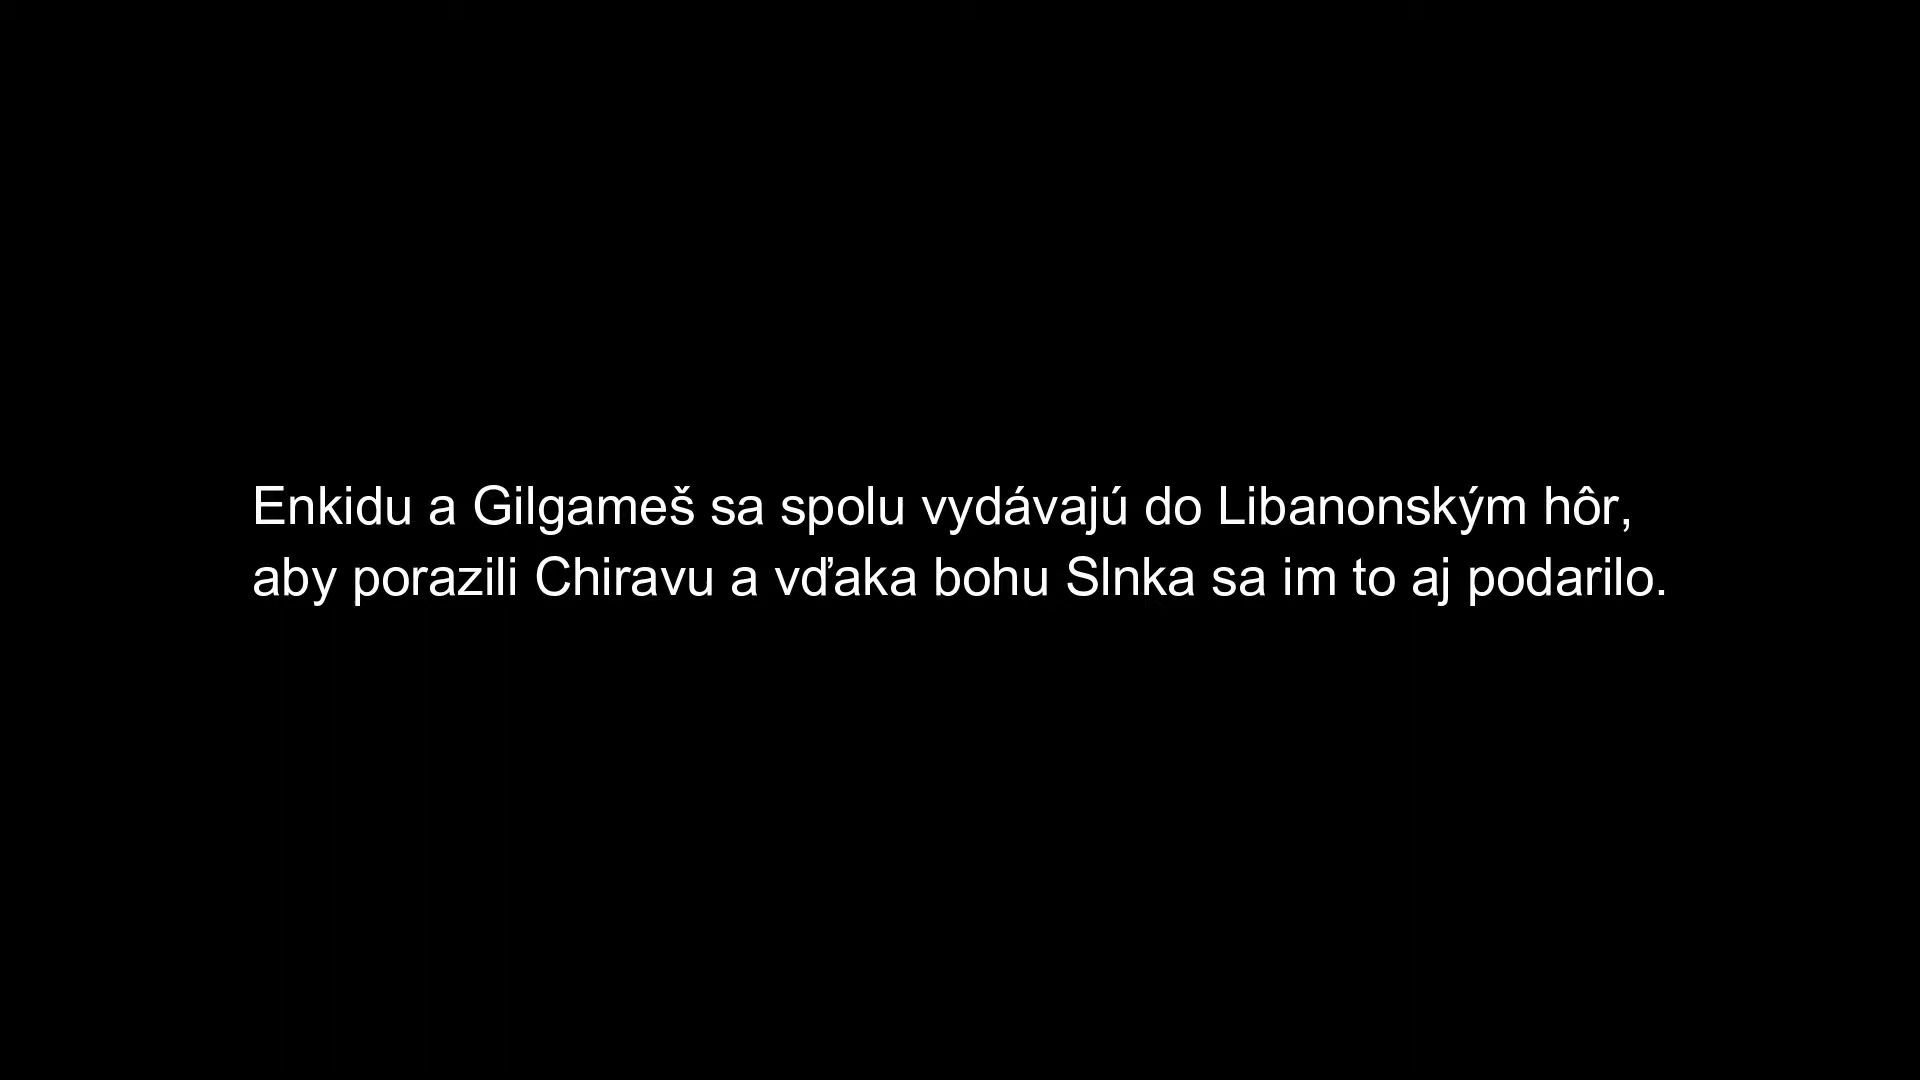 Enkidu a Gilgameš sa spolu vydávajú do Libanonským hôr,
aby porazili Chiravu a vďaka bohu Slnka sa im to aj podarilo.